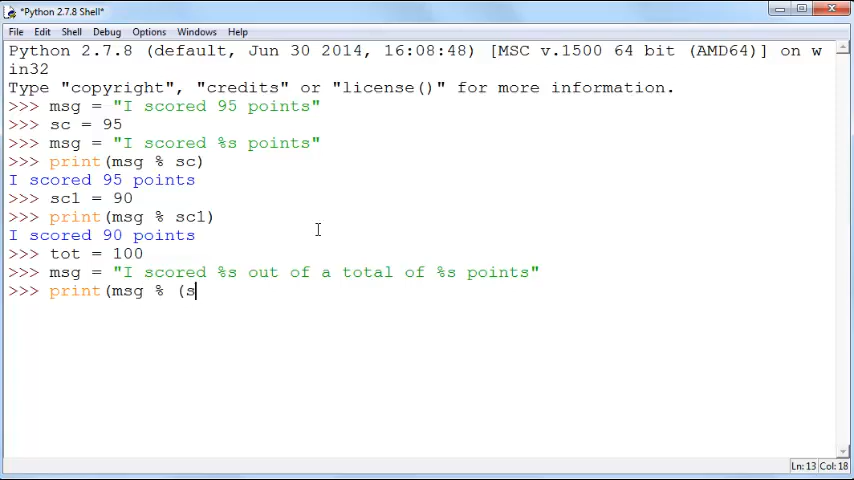 *Python 2.7.8 Shell*
File Edit Shell Debug Options Windows Help
Python 2.7.8 (default, Jun 30 2014, 16:08:48) [MSC v.1500 64 bit (AMD64)] on w
in32
Type "copyright", "credits" or "license()" for more information.
>>> msg = "I scored 95 points"
>>> sc = 95
>>> msg = "I scored %s points"
>>> print(msg % sc)
I scored 95 points
>>> sc1 = 90
>>> print(msg % sc1)
I scored 90 points
>>> tot = 100
>>> msg = "I scored %s out of a total of %s points"
>>> print(msg % (s
Ln: 13 Col: 18